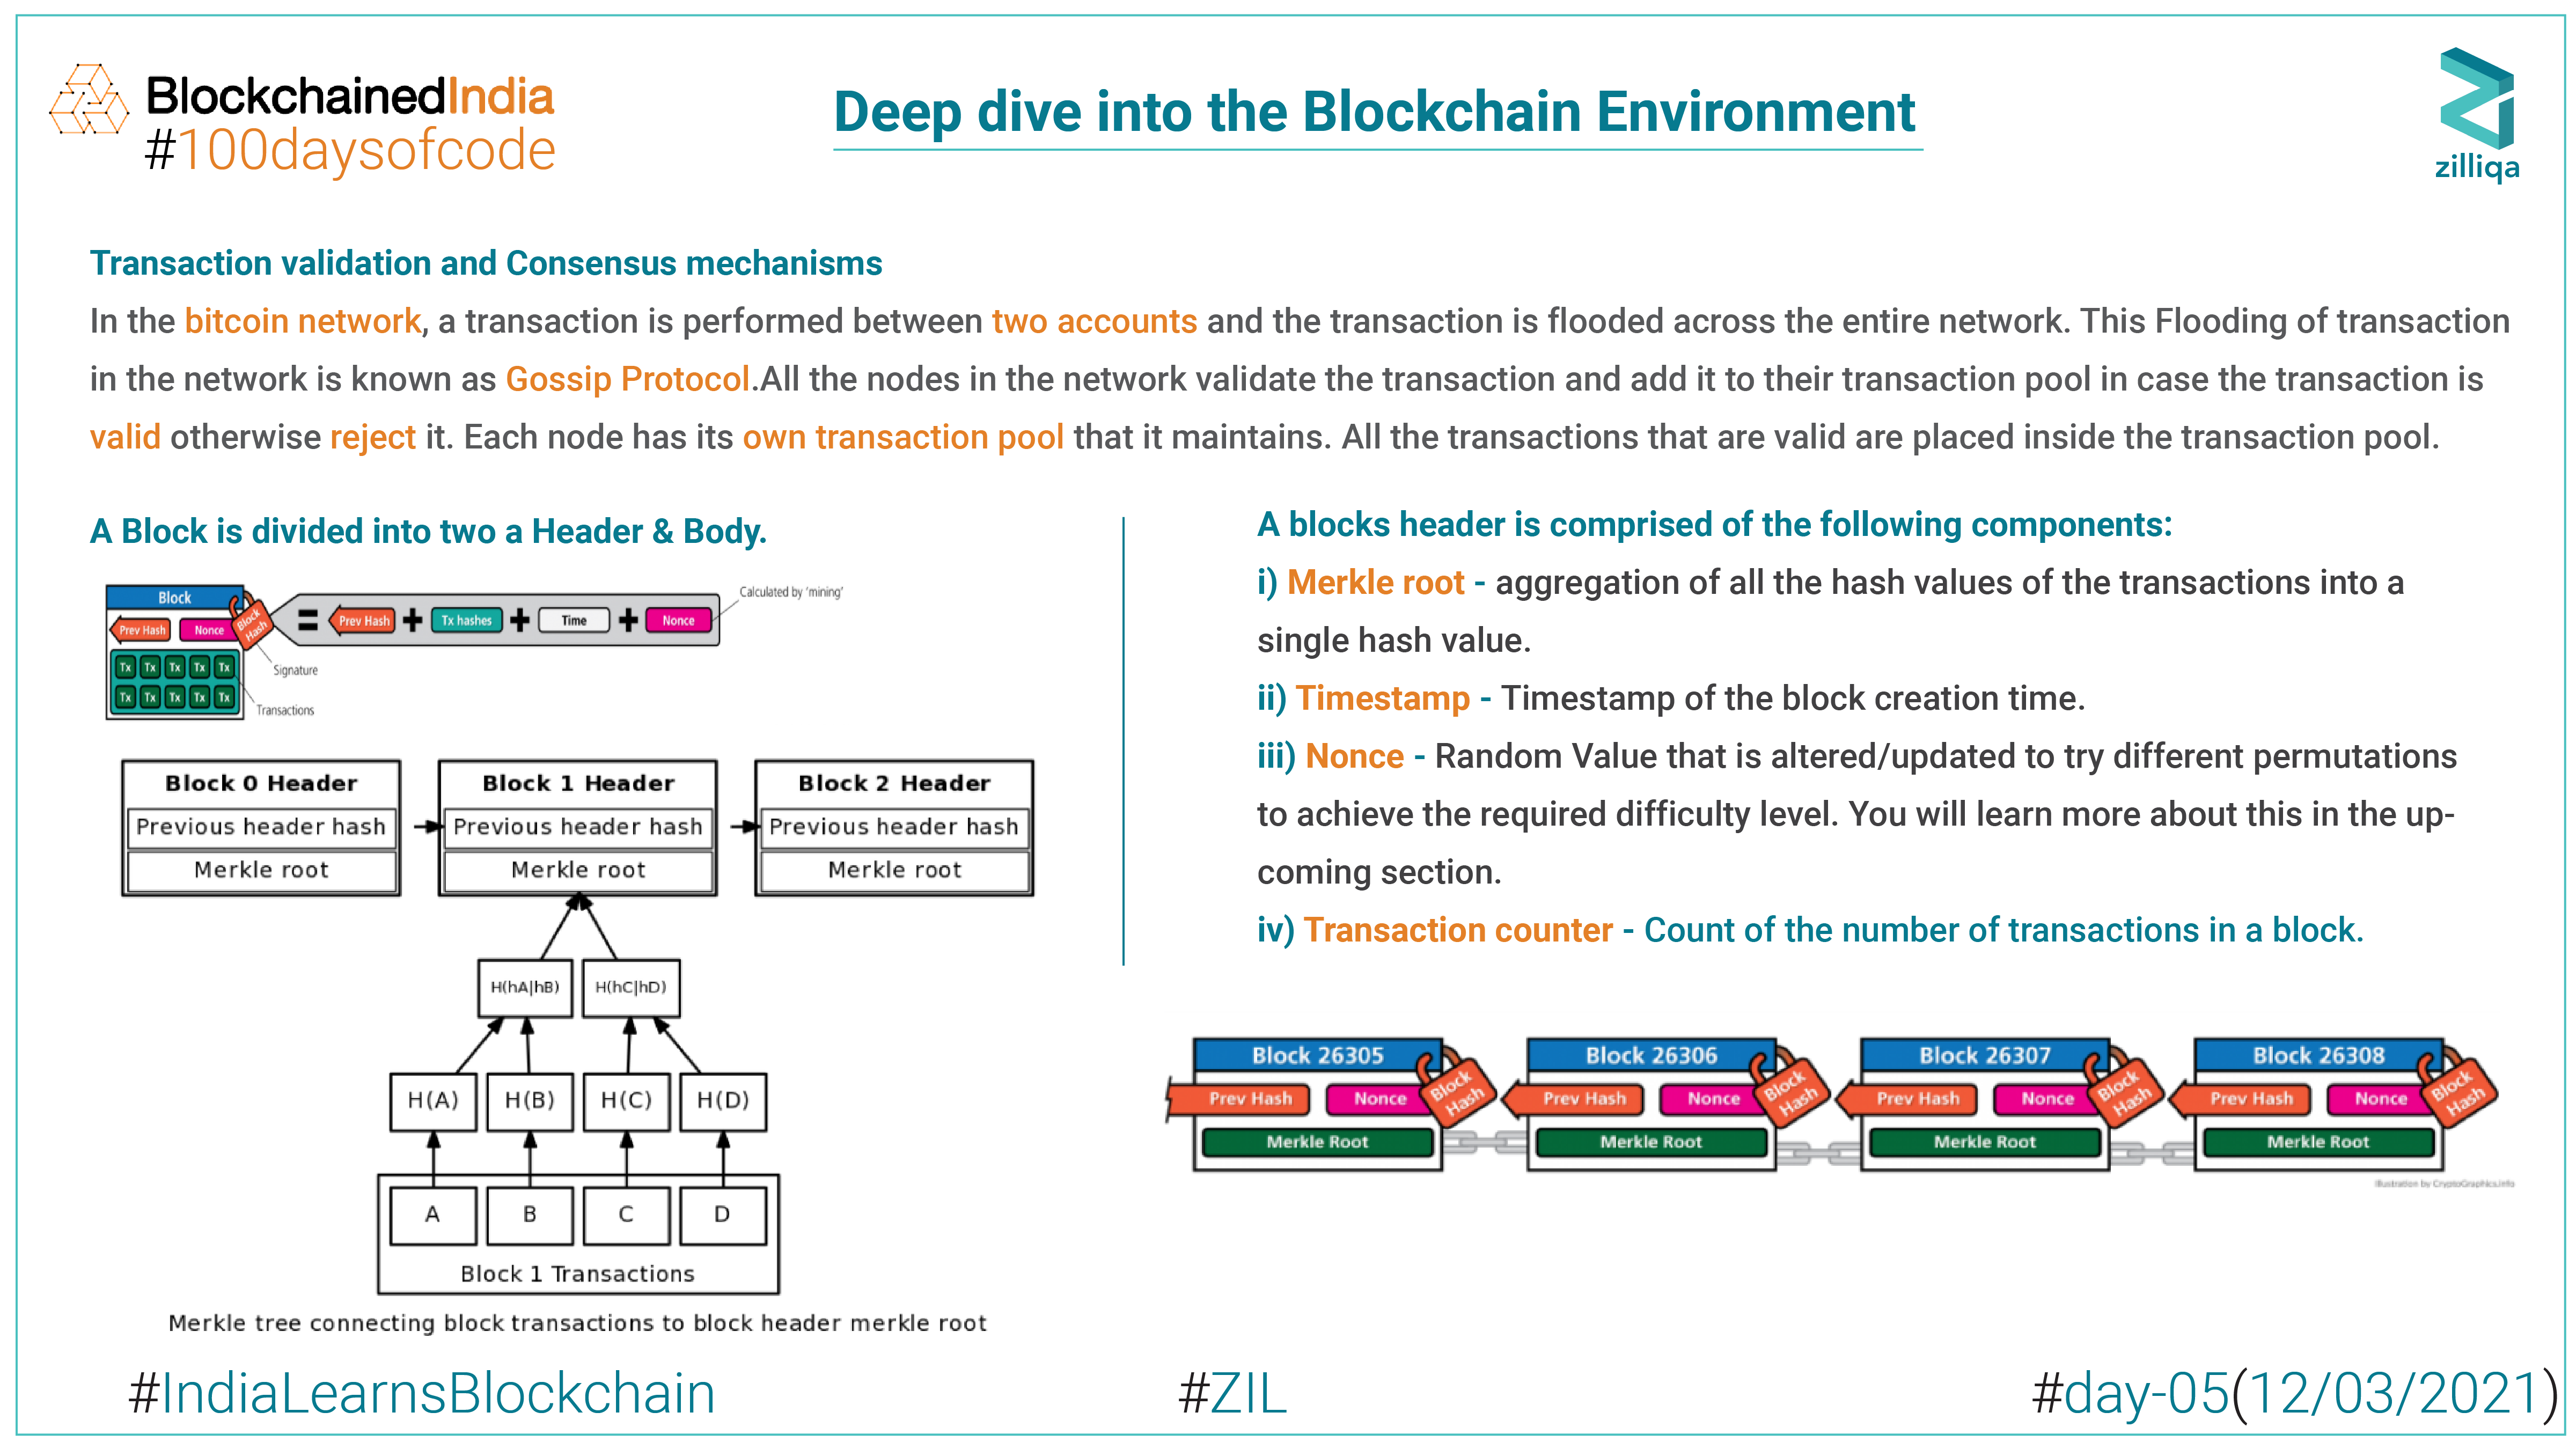 BlockchainedIndia
#100daysofcode
Deep dive into the Blockchain Environment
zilliqa
Transaction validation and Consensus mechanisms
In the bitcoin network, a transaction is performed between two accounts and the transaction is flooded across the entire network. This Flooding of transaction
in the network is known as Gossip Protocol.All the nodes in the network validate the transaction and add it to their transaction pool in case the transaction is
valid otherwise reject it. Each node has its own transaction pool that it maintains. All the transactions that are valid are placed inside the transaction pool.
A Block is divided into two a Header & Body.
Block
Prev Hash
Nonce
Block
Hash
=
Prev Hash
+
Tx hashes
+
Time
+
Nonce
Calculated by 'mining'
Tx Tx Tx Tx Tx
Tx Tx Tx Tx Tx
Signature
Transactions
Block 0 Header
Previous header hash
Merkle root
Block 1 Header
Previous header hash
Merkle root
Block 2 Header
Previous header hash
Merkle root
H(hA|hB)
H(hC|hD)
H(A)
H(B)
H(C)
H(D)
A
B
C
D
Block 1 Transactions
Merkle tree connecting block transactions to block header merkle root
A blocks header is comprised of the following components:
i) Merkle root - aggregation of all the hash values of the transactions into a
single hash value.
ii) Timestamp - Timestamp of the block creation time.
iii) Nonce - Random Value that is altered/updated to try different permutations
to achieve the required difficulty level. You will learn more about this in the up-
coming section.
iv) Transaction counter - Count of the number of transactions in a block.
Block 26305
Prev Hash
Nonce
Block
Hash
Merkle Root
Block 26306
Prev Hash
Nonce
Block
Hash
Merkle Root
Block 26307
Prev Hash
Nonce
Block
Hash
Merkle Root
Block 26308
Prev Hash
Nonce
Block
Hash
Merkle Root
Illustration by CryptoGraphics.info
#IndiaLearnsBlockchain
#ZIL
#day-05(12/03/2021)